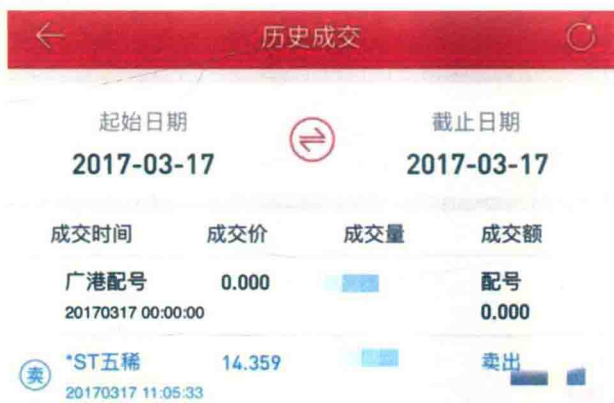 历史成交
起始日期 截止日期
2017-03-17 2017-03-17
成交时间 成交价 成交量 成交额
广港配号 0.000 配号
20170317 00:00:00 0.000
卖 *ST五稀 14.359 卖出
20170317 11:05:33